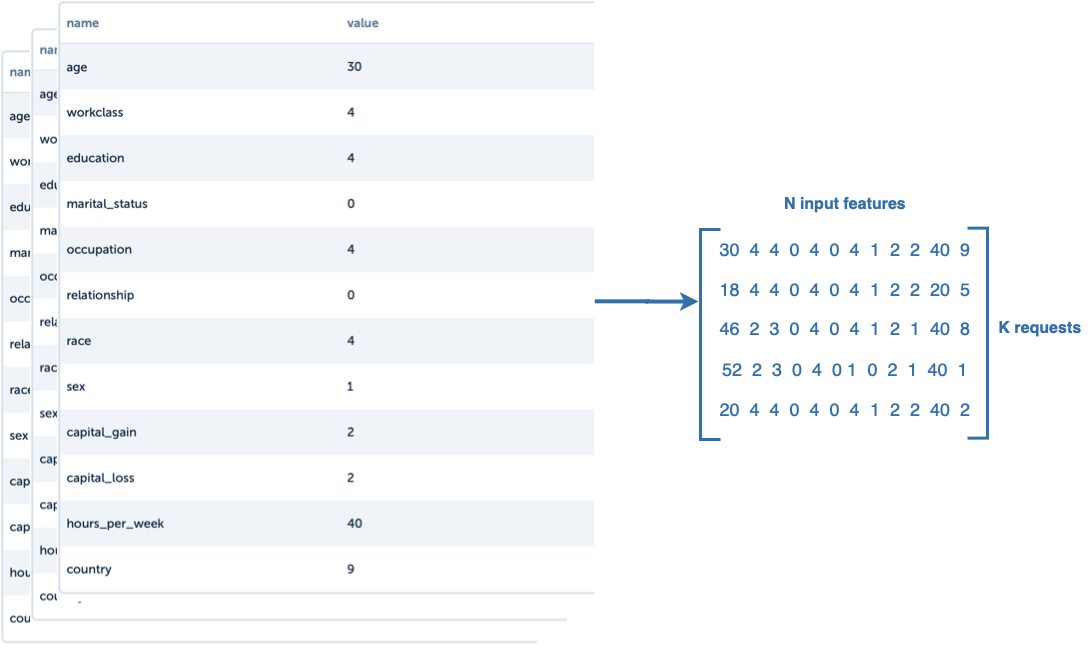 name value
age 30
workclass 4
education 4
marital_status 0
occupation 4
relationship 0
race 4
sex 1
capital_gain 2
capital_loss 2
hours_per_week 40
country 9
nar
age
wo
edu
ma
occ
rela
rac
sex
cap
cap
hou
cou
nam
age
wor
edu
mar
occ
rela
race
sex
cap
cap
hou
cou
N input features
30 4 4 0 4 0 4 1 2 2 40 9
18 4 4 0 4 0 4 1 2 2 20 5
46 2 3 0 4 0 4 1 2 1 40 8
52 2 3 0 4 0 1 0 2 1 40 1
20 4 4 0 4 0 4 1 2 2 40 2
K requests